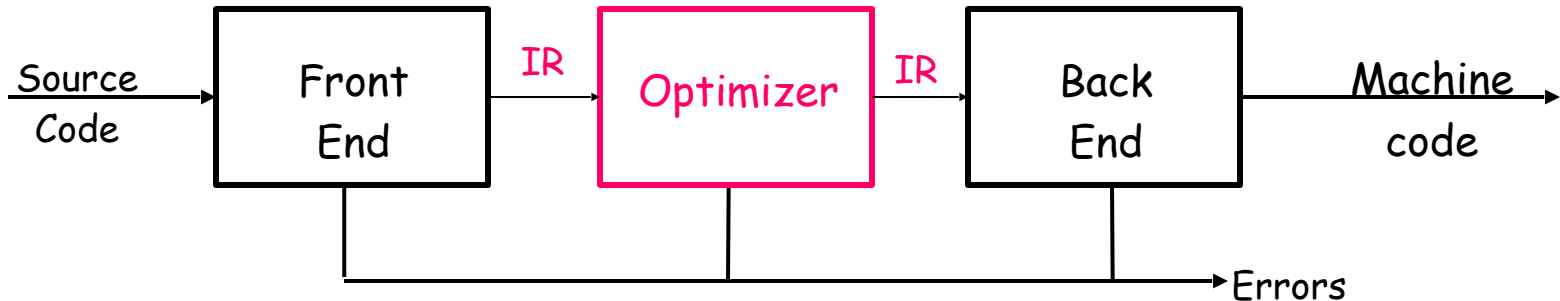 Source
Code
Front
End
IR
Optimizer
IR
Back
End
Machine
code
Errors